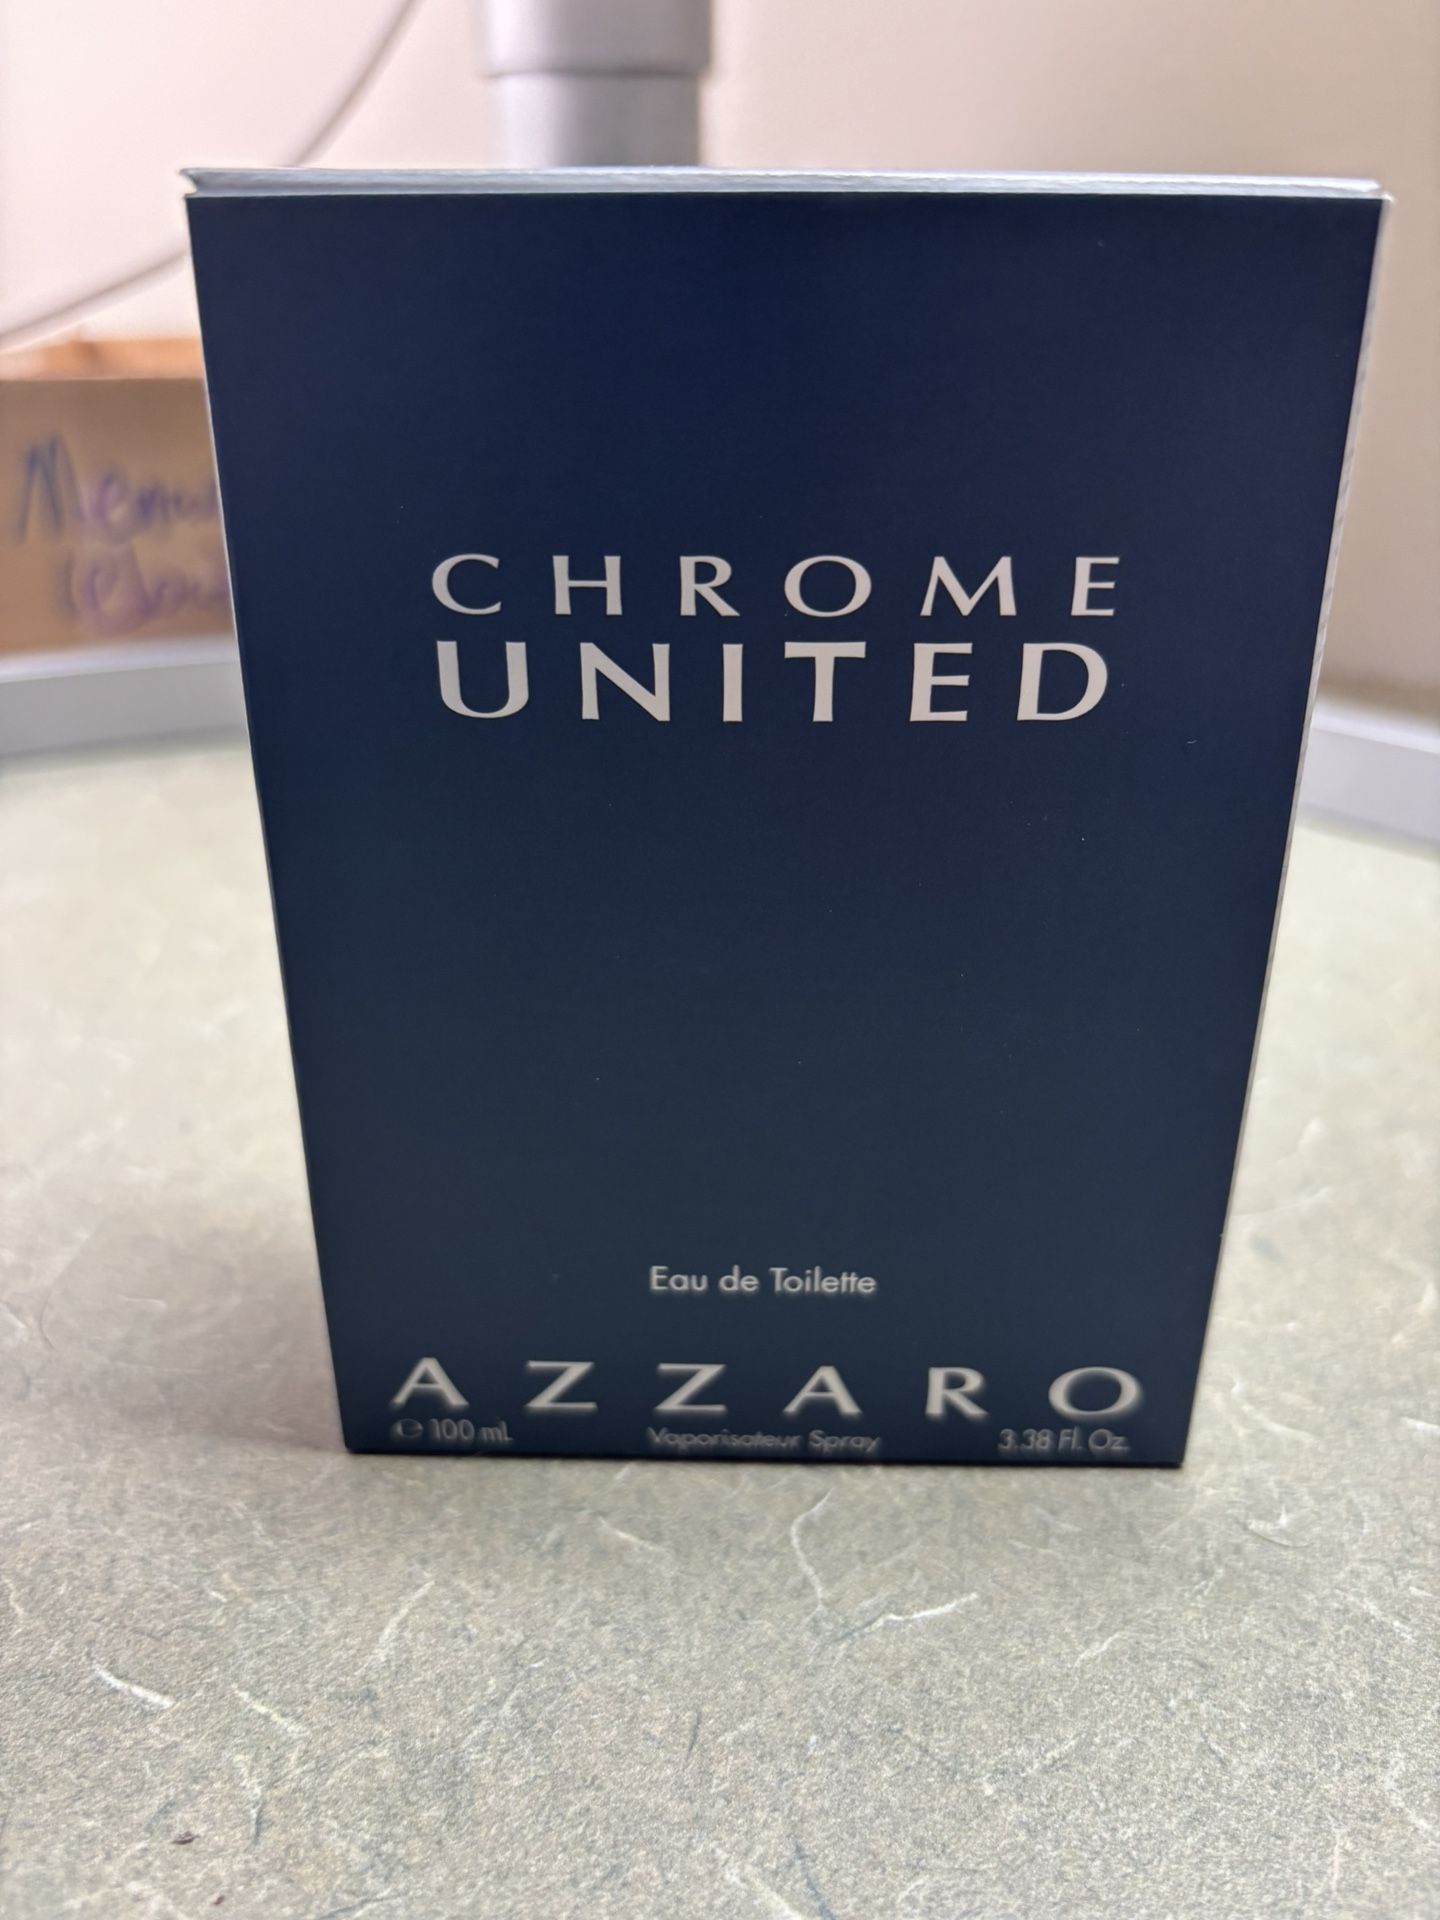 CHROME
UNITED
Eau de Toilette
AZZARO
e 100 mL Vaporisateur Spray 3.38 Fl. Oz.